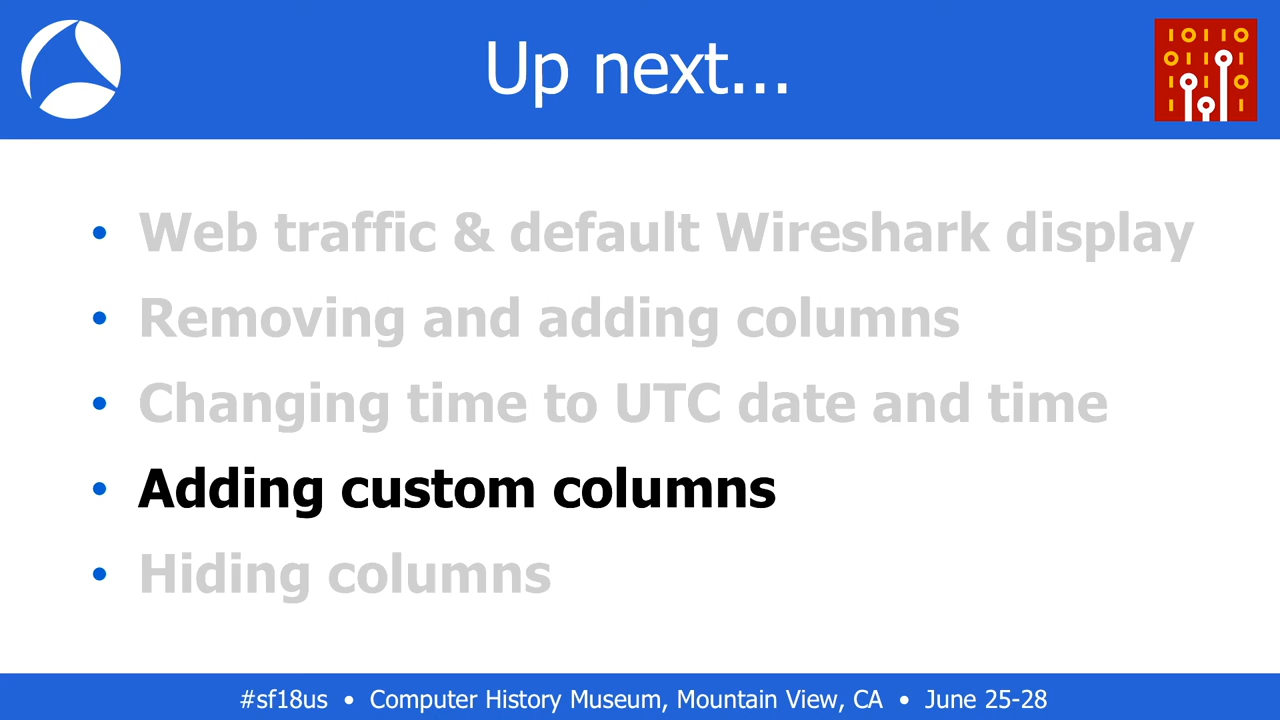 Up next...
• Web traffic & default Wireshark display
• Removing and adding columns
• Changing time to UTC date and time
• Adding custom columns
• Hiding columns
#sf18us • Computer History Museum, Mountain View, CA • June 25-28